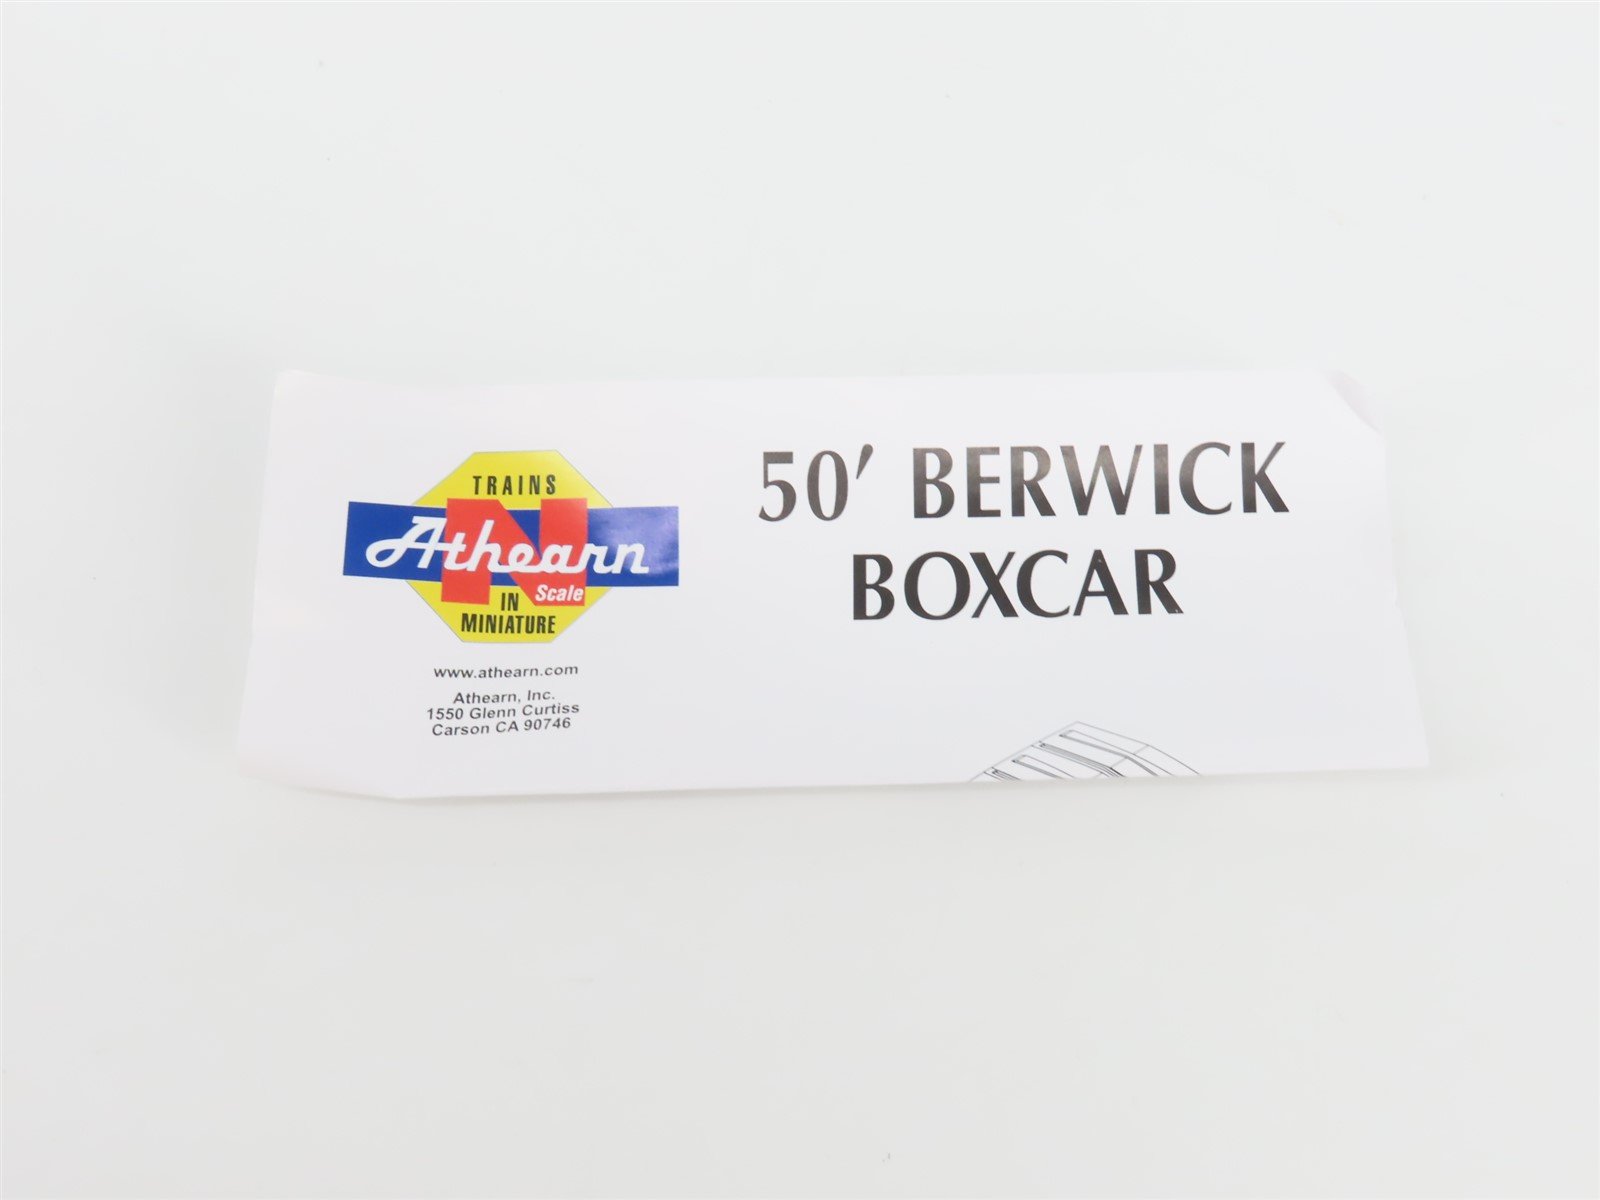 TRAINS
Athearn
N
Scale
IN
MINIATURE
www.athearn.com
Athearn, Inc.
1550 Glenn Curtiss
Carson CA 90746
50' BERWICK
BOXCAR